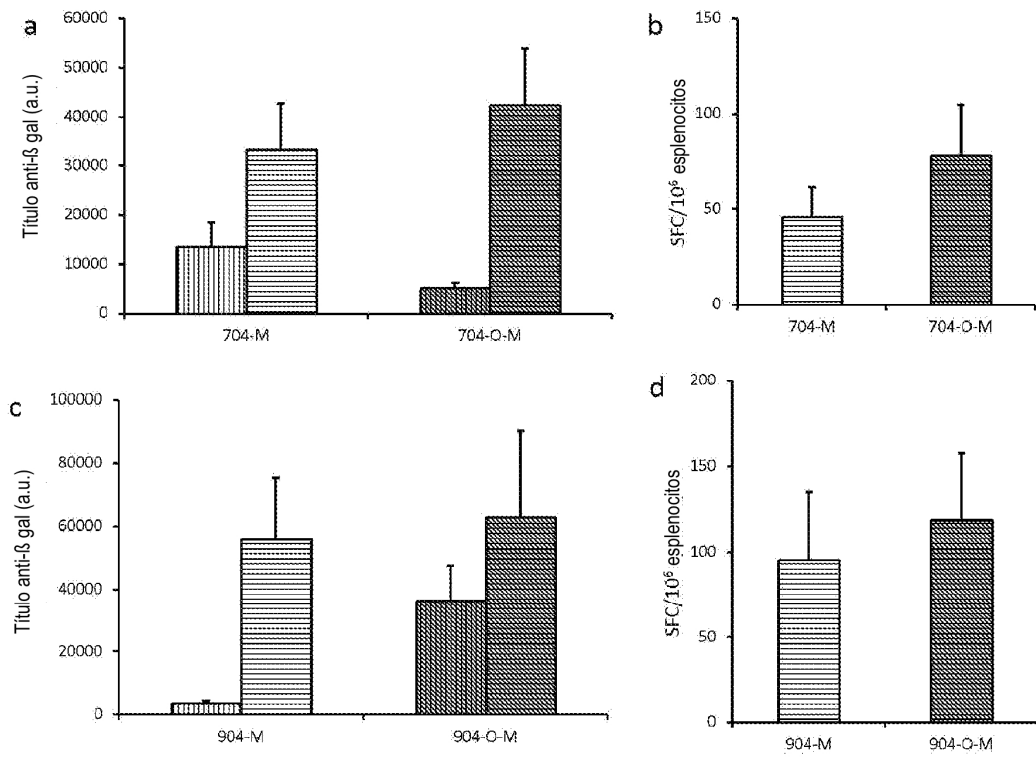 a
Título anti-ß gal (a.u.)
60000
50000
40000
30000
20000
10000
0
704-M
704-O-M
b
SFC/10⁶ esplenocitos
150
100
50
0
704-M
704-O-M
c
Título anti-ß gal (a.u.)
100000
80000
60000
40000
20000
0
904-M
904-O-M
d
SFC/10⁶ esplenocitos
200
150
100
50
0
904-M
904-O-M